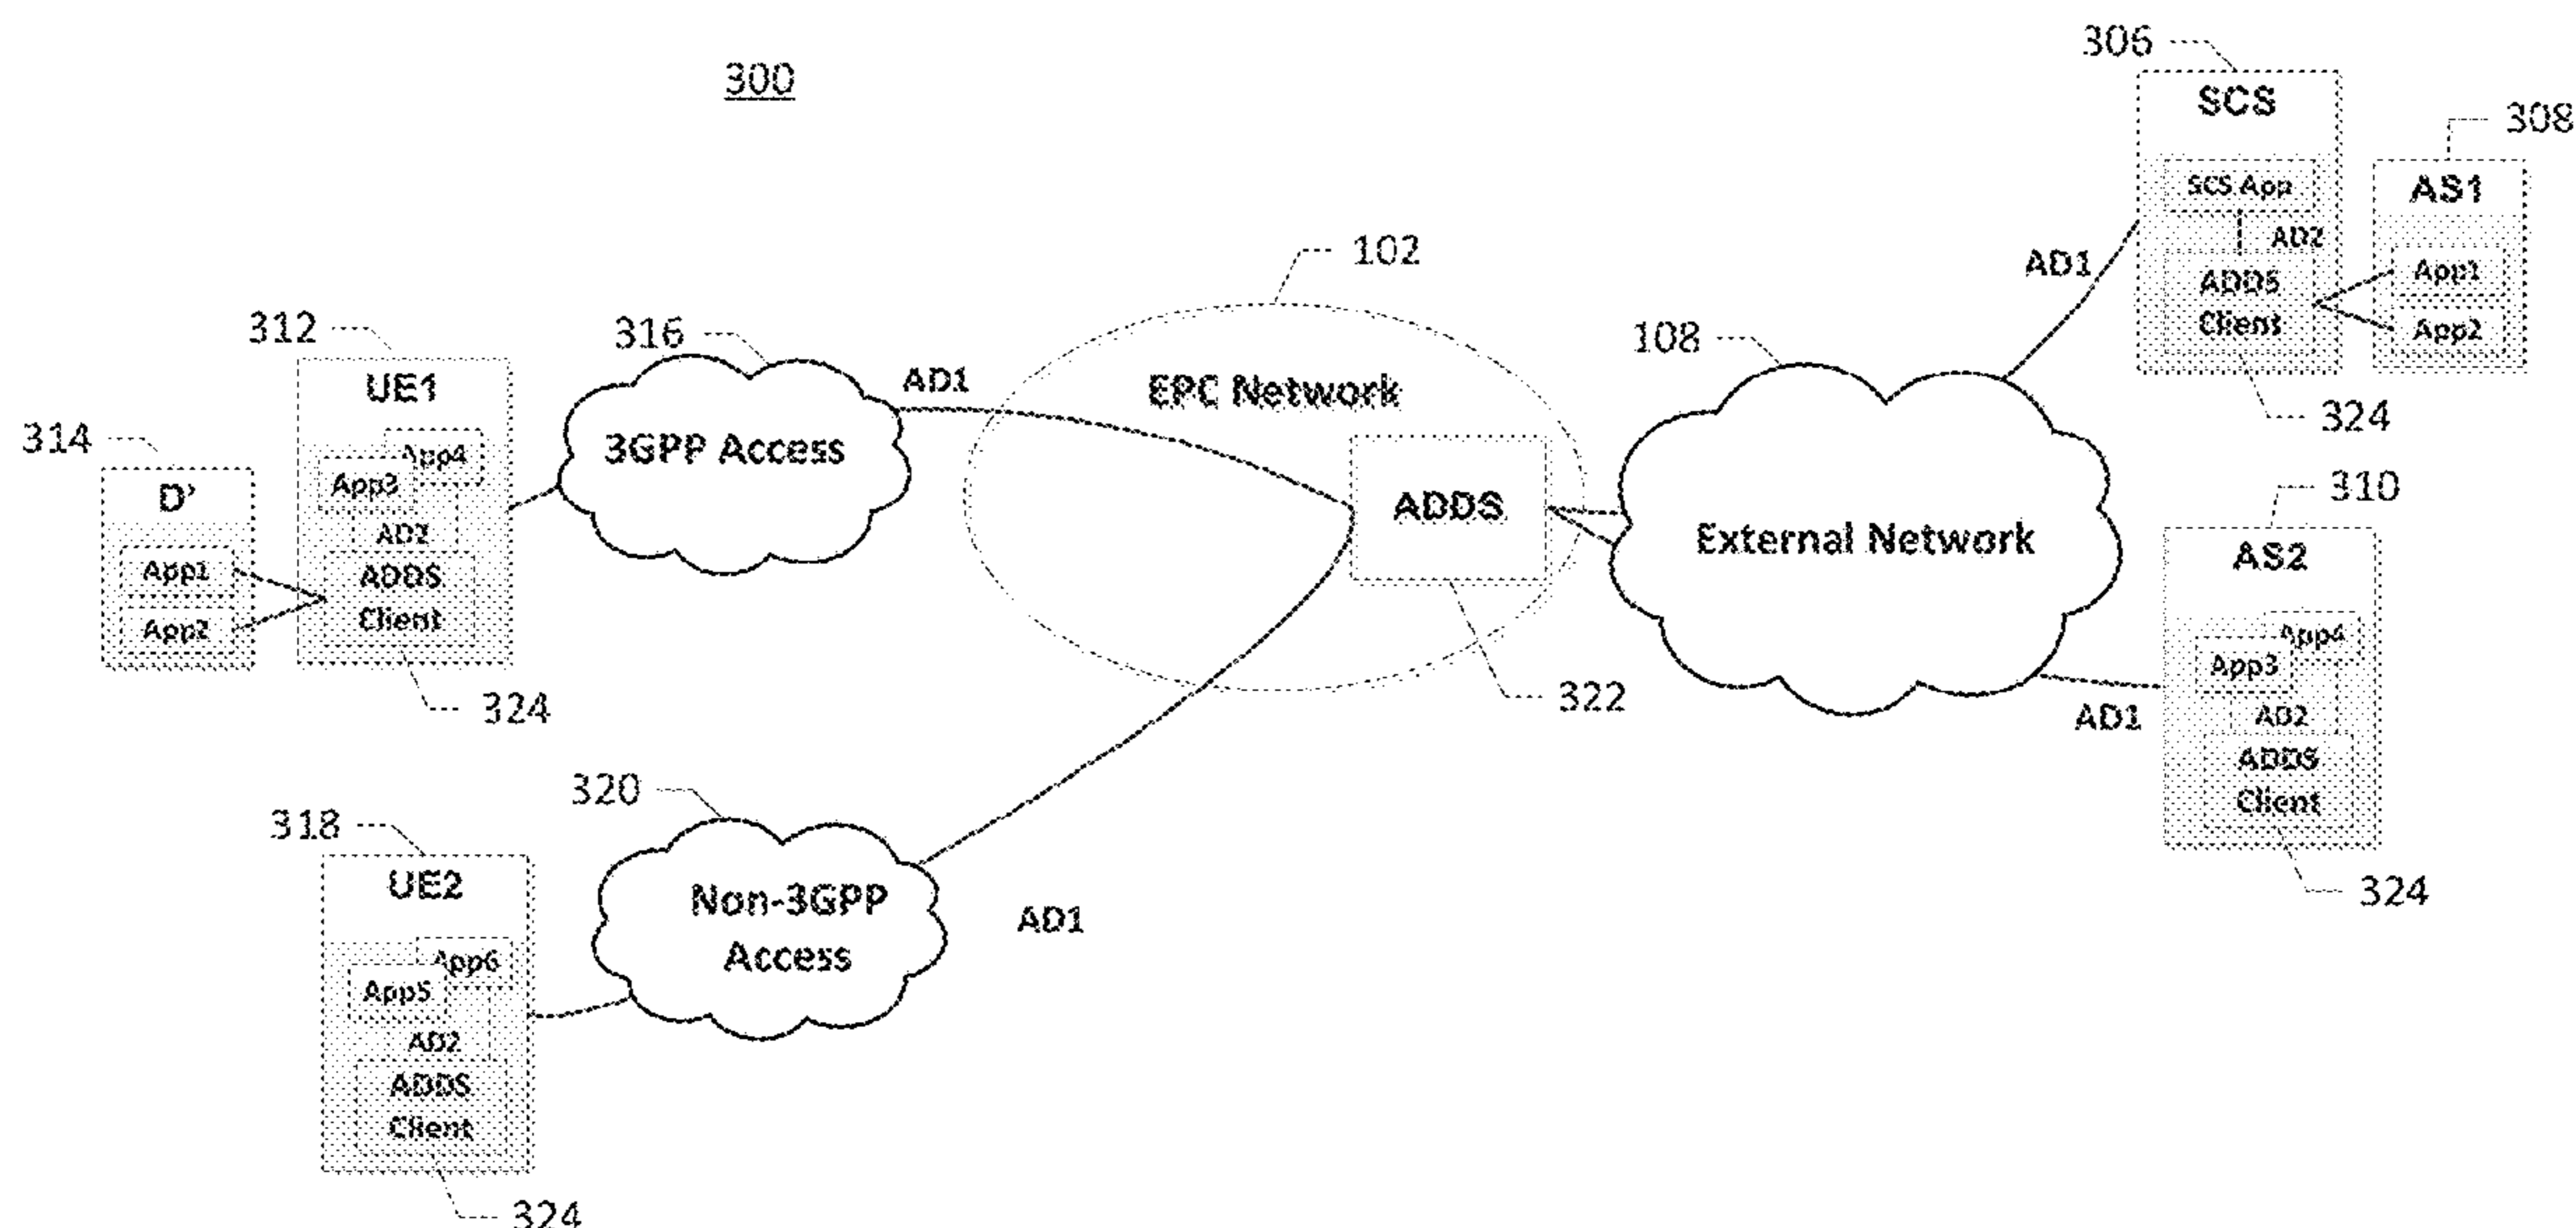 300
306
SCS
308
SCS App
AS1
AD2
AD1
ADDS
Client
App1
App2
324
102
EPC Network
ADDS
322
108
External Network
312
UE1
316
3GPP Access
AD1
314
D'
App4
App3
AD2
App1
App2
ADDS
Client
324
310
AS2
App4
App3
AD2
AD1
ADDS
Client
324
320
Non-3GPP
Access
AD1
318
UE2
App6
App5
AD2
ADDS
Client
324